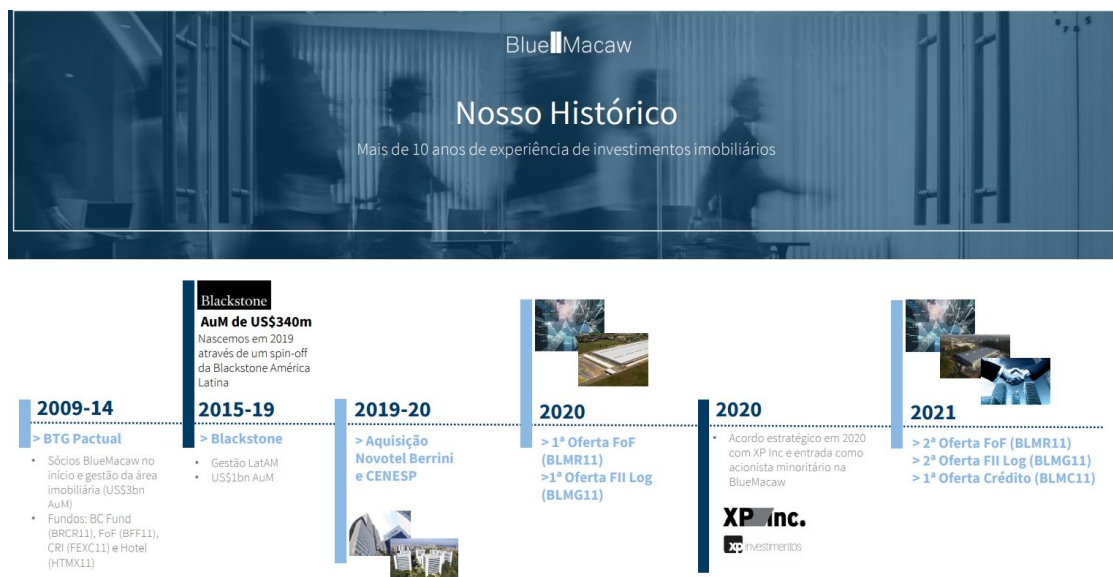 Blue Macaw
Nosso Histórico
Mais de 10 anos de experiência de investimentos imobiliários
Blackstone
AuM de US$340m
Nascemos em 2019
através de um spin-off
da Blackstone América
Latina
2009-14
> BTG Pactual
• Sócios BlueMacaw no
início e gestão da área
imobiliária (US$3bn
AuM)
• Fundos: BC Fund
(BRCR11), FoF (BFF11),
CRI (FEXC11) e Hotel
(HTMX11)
2015-19
> Blackstone
• Gestão LatAM
• US$1bn AuM
2019-20
> Aquisição
Novotel Berrini
e CENESP
2020
> 1ª Oferta FoF
(BLMR11)
>1ª Oferta FII Log
(BLMG11)
2020
• Acordo estratégico em 2020
com XP Inc e entrada como
acionista minoritário na
BlueMacaw
XP inc.
xp investimentos
2021
> 2ª Oferta FoF (BLMR11)
> 2ª Oferta FII Log (BLMG11)
> 1ª Oferta Crédito (BLMC11)